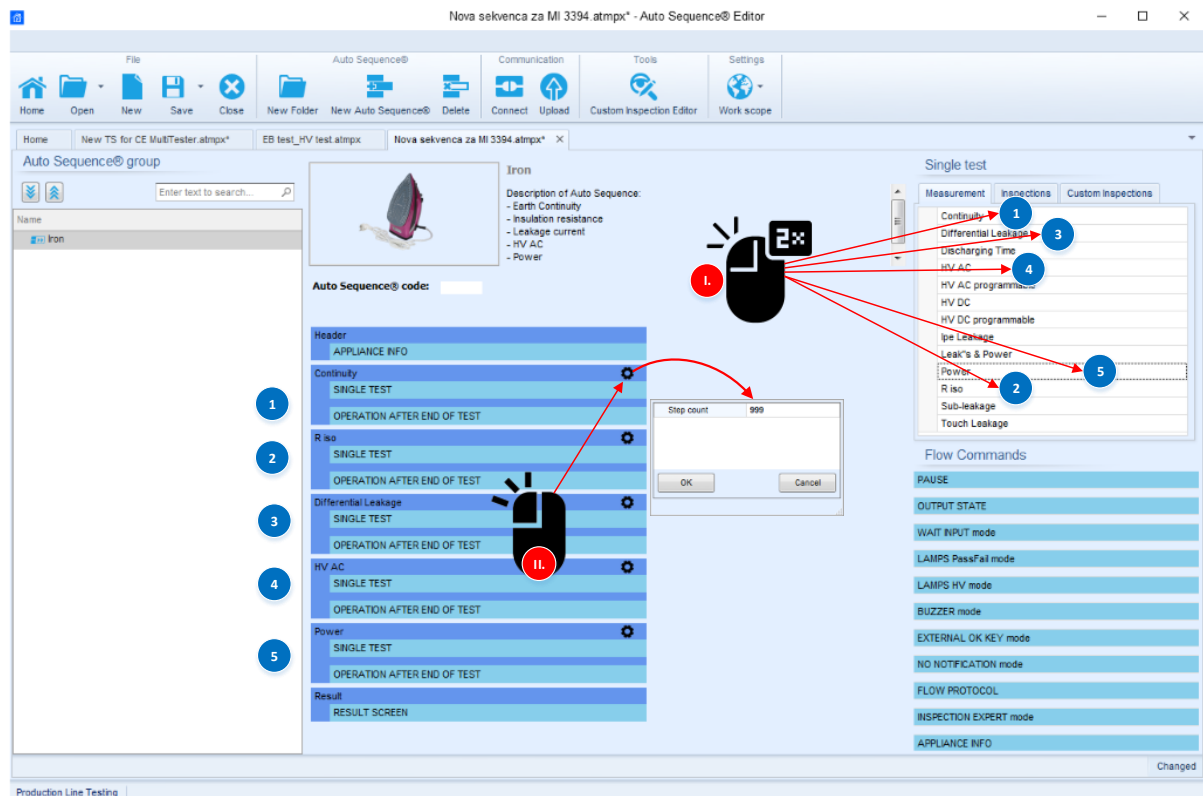 Nova sekvenca za MI 3394.atmpx* - Auto Sequence® Editor
File
Auto Sequence®
Communication
Tools
Settings
Home
Open
New
Save
Close
New Folder
New Auto Sequence®
Delete
Connect
Upload
Custom Inspection Editor
Work scope
Home
New TS for CE MultiTester.atmpx*
EB test_HV test.atmpx
Nova sekvenca za MI 3394.atmpx*
Auto Sequence® group
Enter text to search...
Name
Iron
Iron
Description of Auto Sequence:
- Earth Continuity
- Insulation resistance
- Leakage current
- HV AC
- Power
Auto Sequence® code:
Header
APPLIANCE INFO
Continuity
SINGLE TEST
OPERATION AFTER END OF TEST
1
R iso
SINGLE TEST
OPERATION AFTER END OF TEST
2
Differential Leakage
SINGLE TEST
OPERATION AFTER END OF TEST
3
HV AC
SINGLE TEST
OPERATION AFTER END OF TEST
4
Power
SINGLE TEST
OPERATION AFTER END OF TEST
5
Result
RESULT SCREEN
Step count 999
OK
Cancel
I.
2x
II.
Single test
Measurement
Inspections
Custom Inspections
Continuity
1
Differential Leakage
3
Discharging Time
HV AC
4
HV AC programmable
HV DC
HV DC programmable
Ipe Leakage
Leak"s & Power
Power
5
R iso
2
Sub-leakage
Touch Leakage
Flow Commands
PAUSE
OUTPUT STATE
WAIT INPUT mode
LAMPS PassFail mode
LAMPS HV mode
BUZZER mode
EXTERNAL OK KEY mode
NO NOTIFICATION mode
FLOW PROTOCOL
INSPECTION EXPERT mode
APPLIANCE INFO
Changed
Production Line Testing